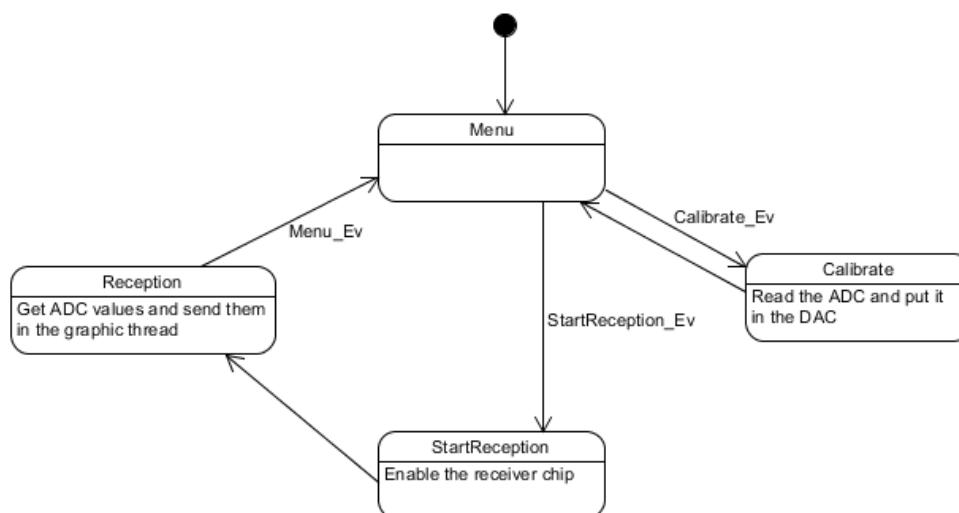 Menu
Menu_Ev
Calibrate_Ev
Reception
Get ADC values and send them
in the graphic thread
Calibrate
Read the ADC and put it
in the DAC
StartReception_Ev
StartReception
Enable the receiver chip